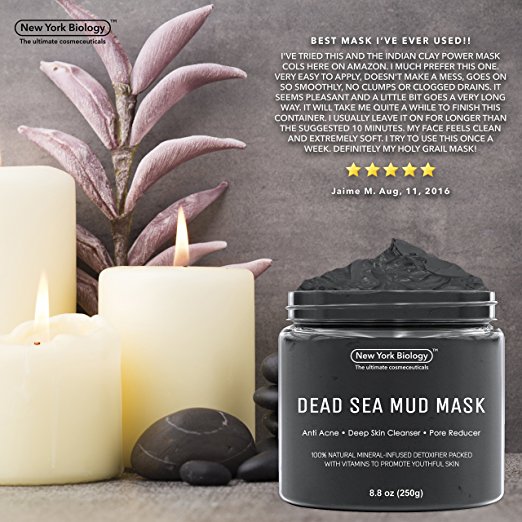 New York Biology™
The ultimate cosmeceuticals
BEST MASK I'VE EVER USED!!
I'VE TRIED THIS AND THE INDIAN CLAY POWER MASK
COLS HERE ON AMAZON. I MUCH PREFER THIS ONE.
VERY EASY TO APPLY, DOESN'T MAKE A MESS, GOES ON
SO SMOOTHLY, NO CLUMPS OR CLOGGED DRAINS. IT
SEEMS PLEASANT AND A LITTLE BIT GOES A VERY LONG
WAY. IT WILL TAKE ME QUITE A WHILE TO FINISH THIS
CONTAINER. I USUALLY LEAVE IT ON FOR LONGER THAN
THE SUGGESTED 10 MINUTES. MY FACE FEELS CLEAN
AND EXTREMELY SOFT. I TRY TO USE THIS ONCE A
WEEK. DEFINITELY MY HOLY GRAIL MASK!
Jaime M. Aug, 11, 2016
New York Biology™
The ultimate cosmeceuticals
DEAD SEA MUD MASK
Anti Acne • Deep Skin Cleanser • Pore Reducer
100% NATURAL MINERAL-INFUSED DETOXIFIER PACKED
WITH VITAMINS TO PROMOTE YOUTHFUL SKIN
8.8 oz (250g)